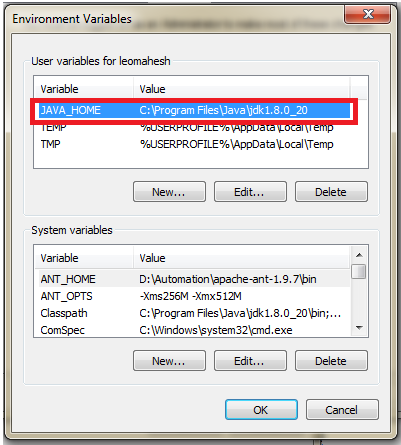 Environment Variables
User variables for leomahesh
Variable Value
JAVA_HOME C:\Program Files\Java\jdk1.8.0_20
TEMP %USERPROFILE%\AppData\Local\Temp
TMP %USERPROFILE%\AppData\Local\Temp
New... Edit... Delete
System variables
Variable Value
ANT_HOME D:\Automation\apache-ant-1.9.7\bin
ANT_OPTS -Xms256M -Xmx512M
Classpath C:\Program Files\Java\jdk1.8.0_20\bin;...
ComSpec C:\Windows\system32\cmd.exe
New... Edit... Delete
OK Cancel